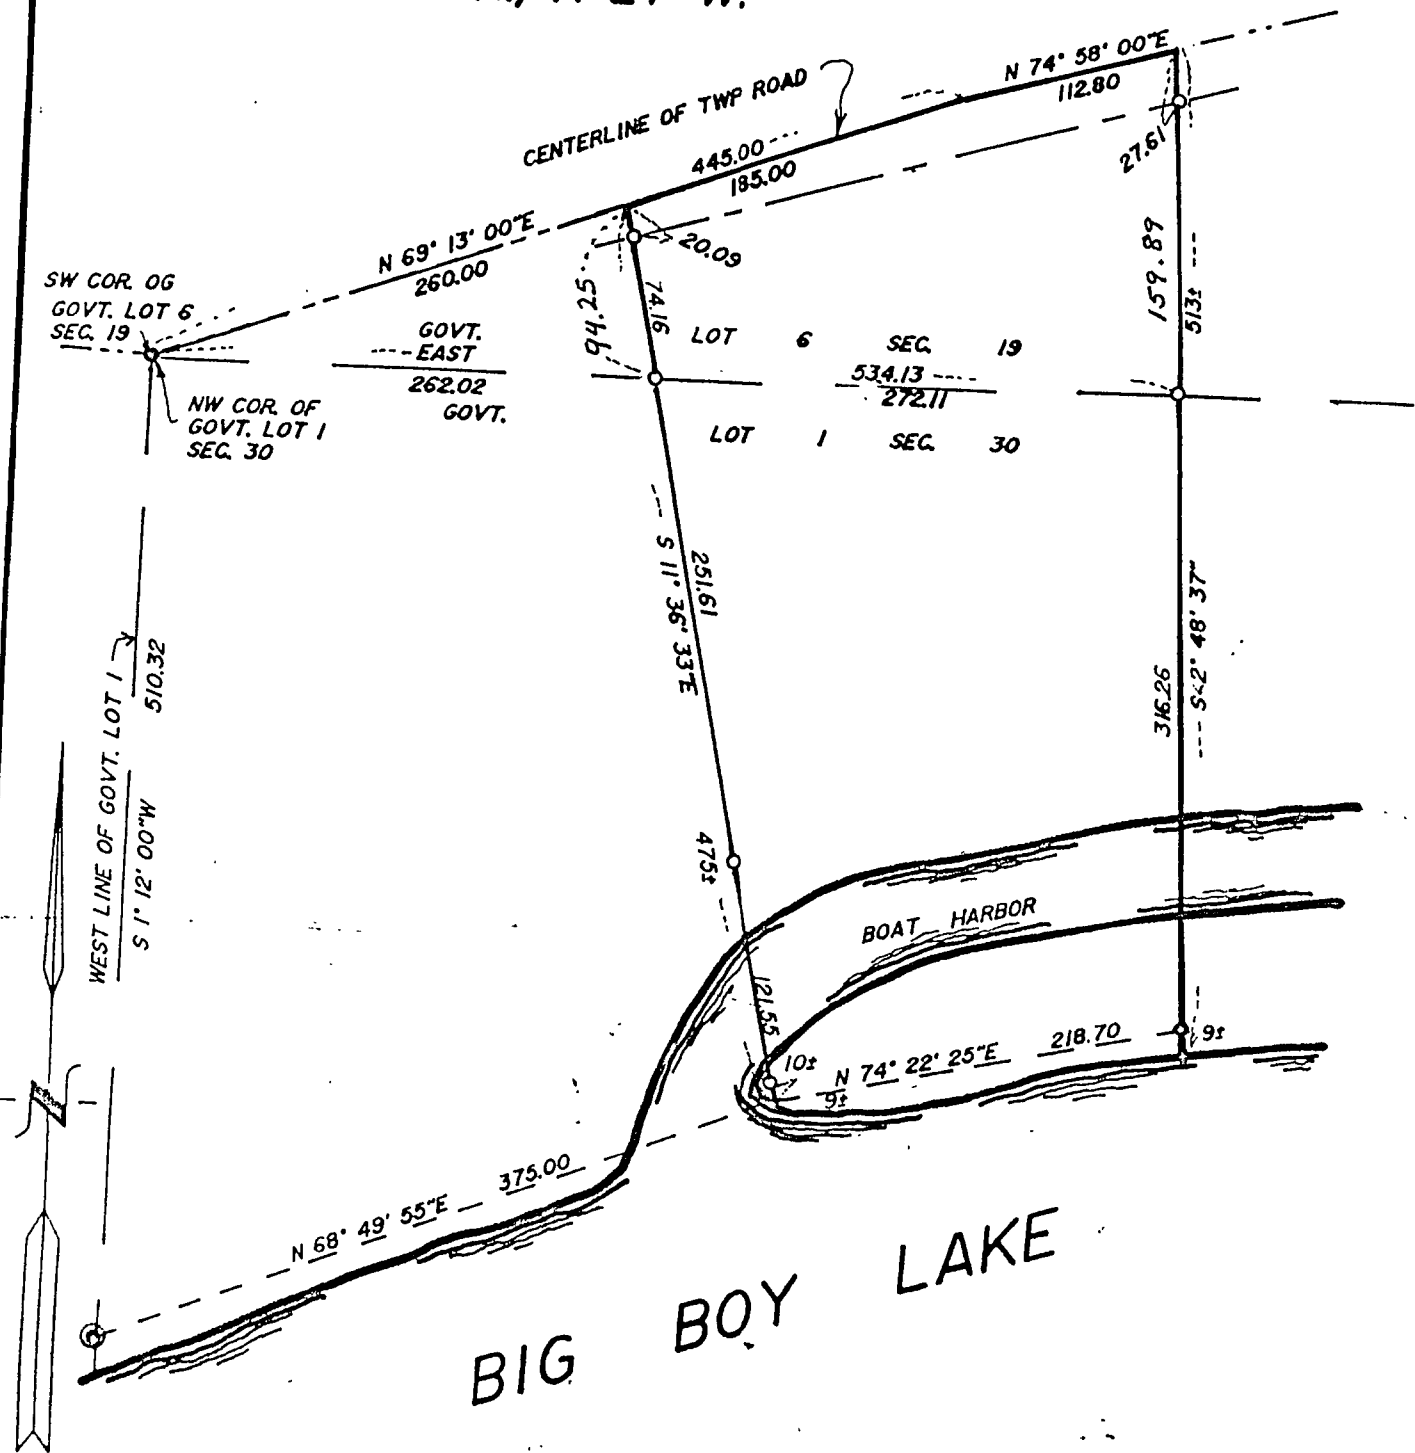 N 74° 58' 00"E
112.80
CENTERLINE OF TWP ROAD
445.00
185.00
27.61
N 69° 13' 00"E
260.00
20.09
94.25
74.16
159.89
513±
SW COR. OG
GOVT. LOT 6
SEC. 19
GOVT.
EAST
262.02
GOVT.
LOT 6 SEC. 19
534.13
272.11
LOT 1 SEC. 30
NW COR. OF
GOVT. LOT 1
SEC. 30
S 11° 36' 33"E
251.61
WEST LINE OF GOVT. LOT 1
510.32
S 1° 12' 00"W
316.26
48' 37"
475±
BOAT HARBOR
121.55
10±
N 74° 22' 25"E
218.70
9±
9±
N 68° 49' 55"E
375.00
N
BIG BOY LAKE